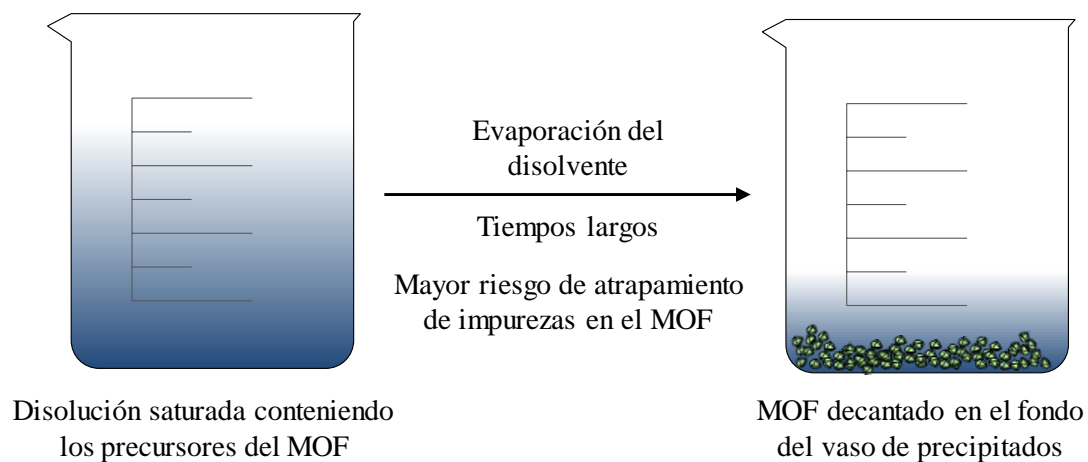 Evaporación del
disolvente
Tiempos largos
Mayor riesgo de atrapamiento
de impurezas en el MOF
Disolución saturada conteniendo
los precursores del MOF
MOF decantado en el fondo
del vaso de precipitados